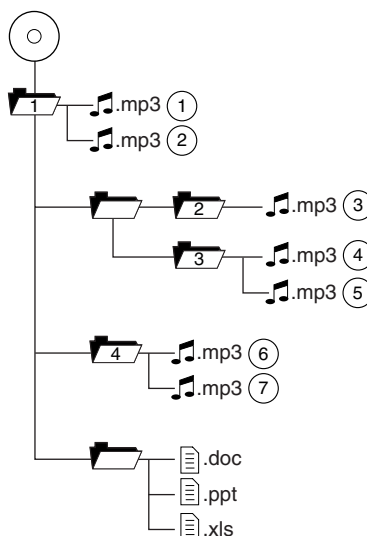 1 .mp3 1
.mp3 2
2 .mp3 3
3 .mp3 4
.mp3 5
4 .mp3 6
.mp3 7
.doc
.ppt
.xls